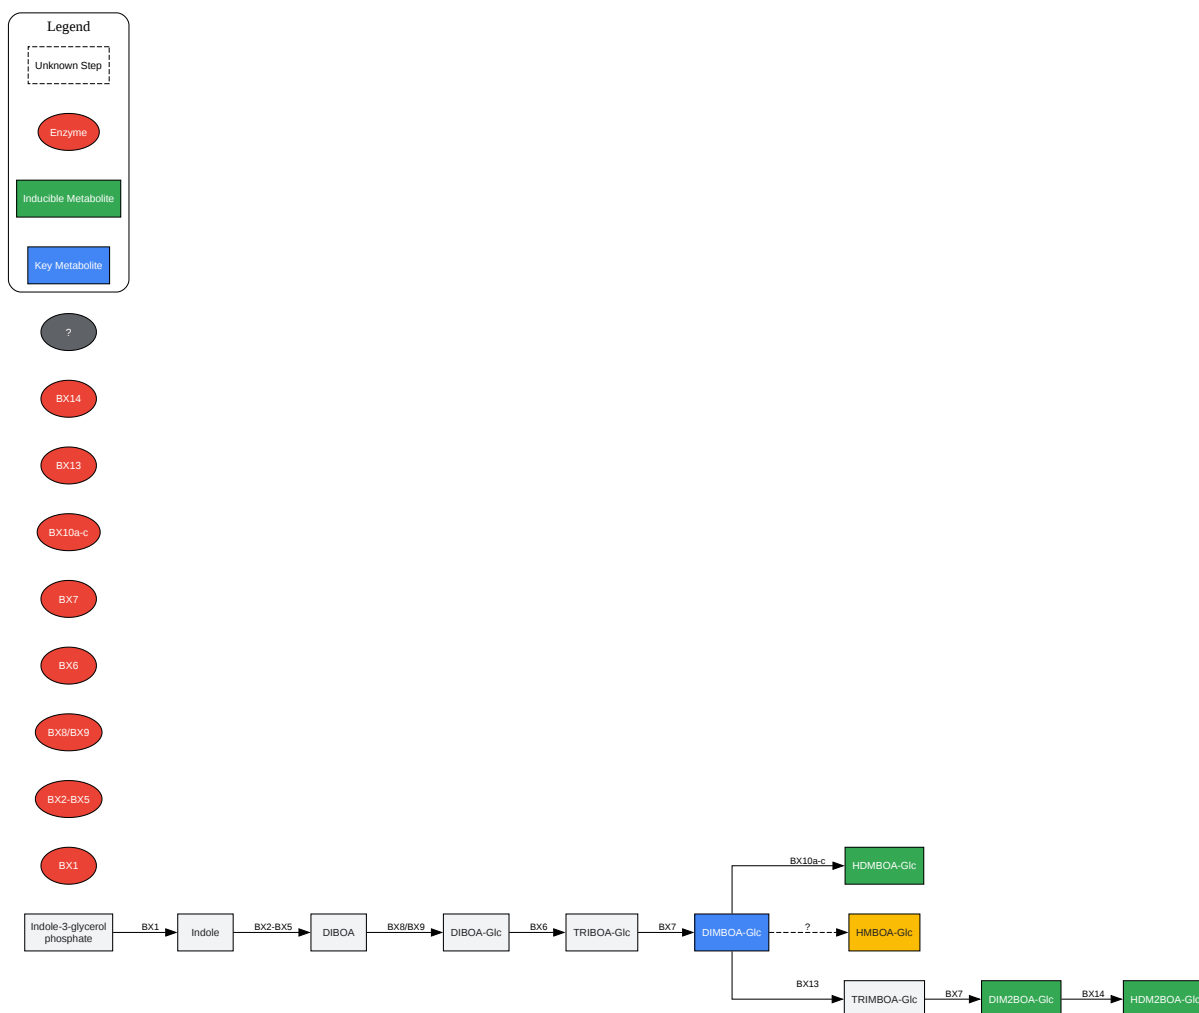 Legend
Unknown Step
Enzyme
Inducible Metabolite
Key Metabolite
?
BX14
BX13
BX10a-c
BX7
BX6
BX8/BX9
BX2-BX5
BX1
BX10a-c
HDMBOA-Glc
Indole-3-glycerol
phosphate
BX1
Indole
BX2-BX5
DIBOA
BX8/BX9
DIBOA-Glc
BX6
TRIBOA-Glc
BX7
DIMBOA-Glc
?
HMBOA-Glc
BX13
TRIMBOA-Glc
BX7
DIM2BOA-Glc
BX14
HDM2BOA-Glc